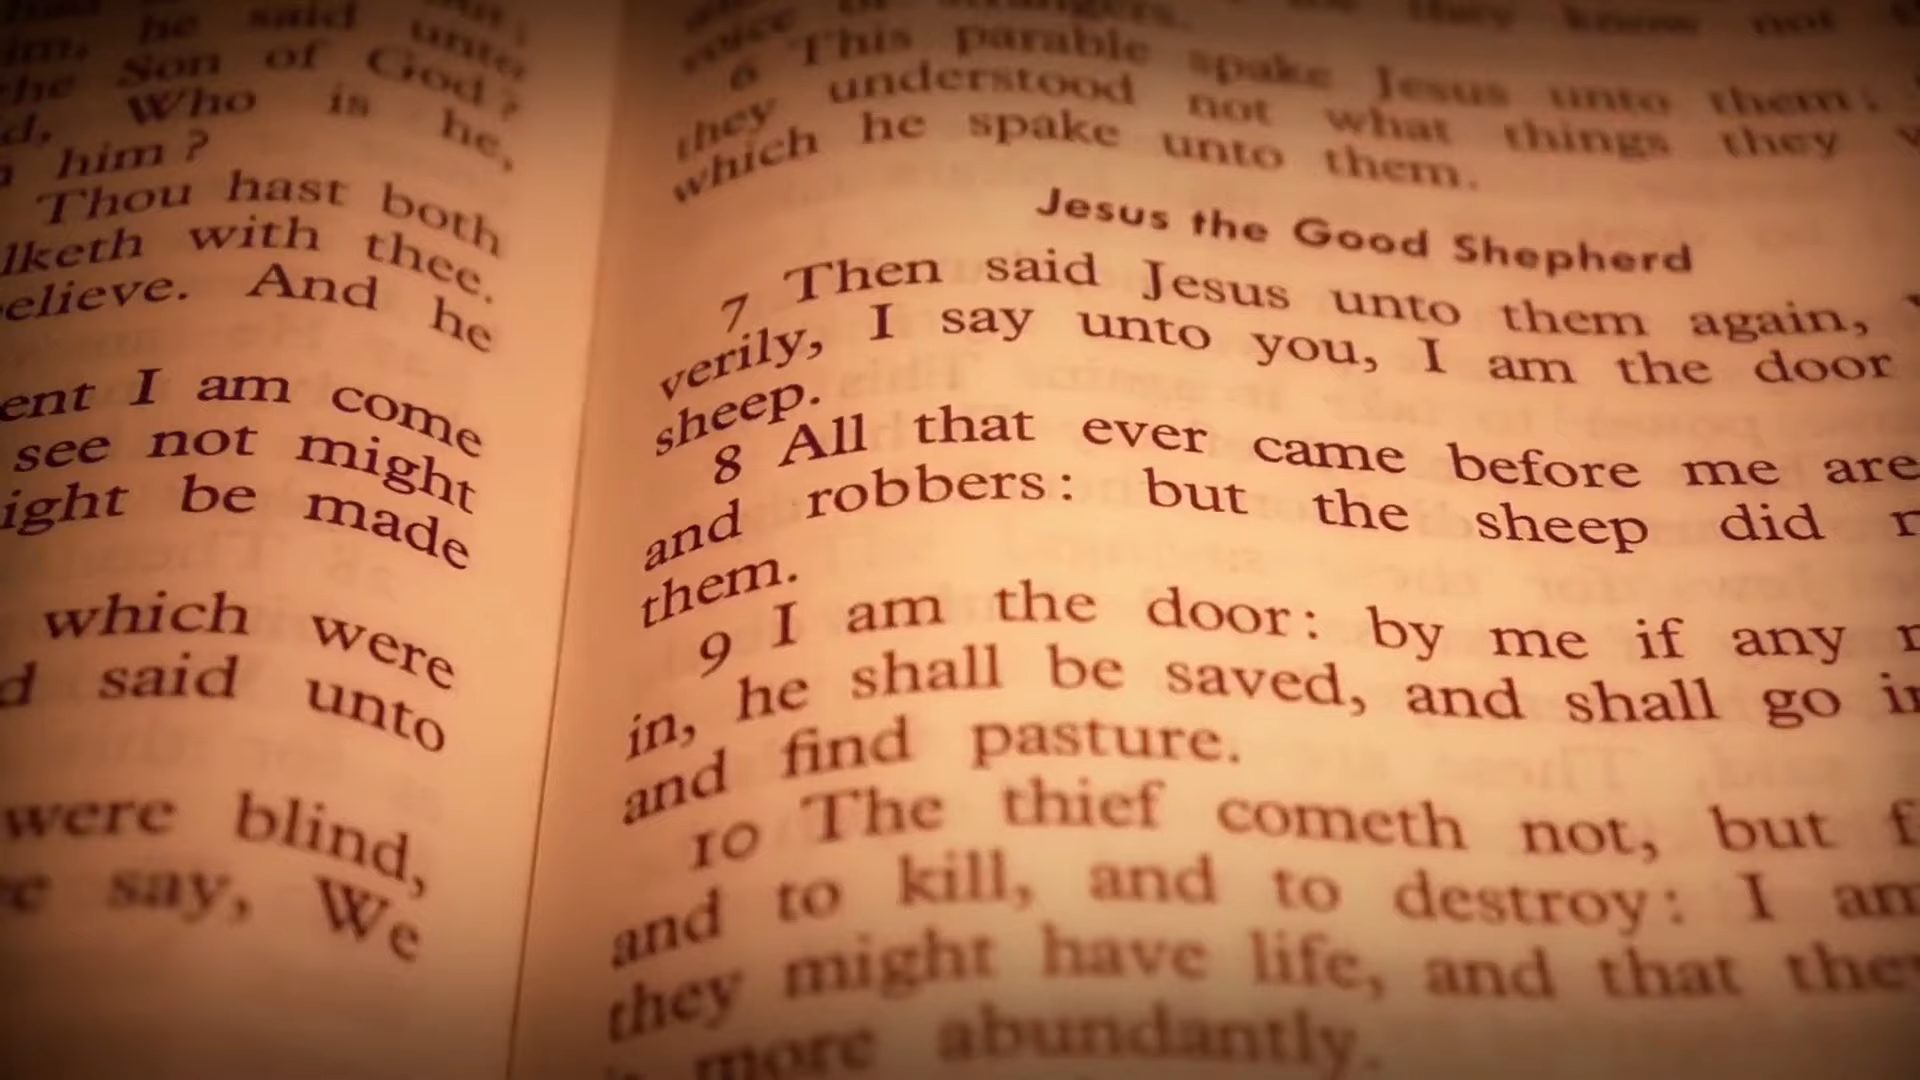 he said unto
the Son of God?
Who is he,
him?
Thou hast both
lketh with thee.
elieve. And he
ent I am come
see not might
ight be made
which were
d said unto
were blind,
say, We
6 This parable spake Jesus unto them:
they understood not what things they
which he spake unto them.
Jesus the Good Shepherd
7 Then said Jesus unto them again,
verily, I say unto you, I am the door
sheep.
8 All that ever came before me are
and robbers: but the sheep did
them.
9 I am the door: by me if any
in, he shall be saved, and shall go in
and find pasture.
10 The thief cometh not, but f
and to kill, and to destroy: I am
they might have life, and that they
more abundantly.